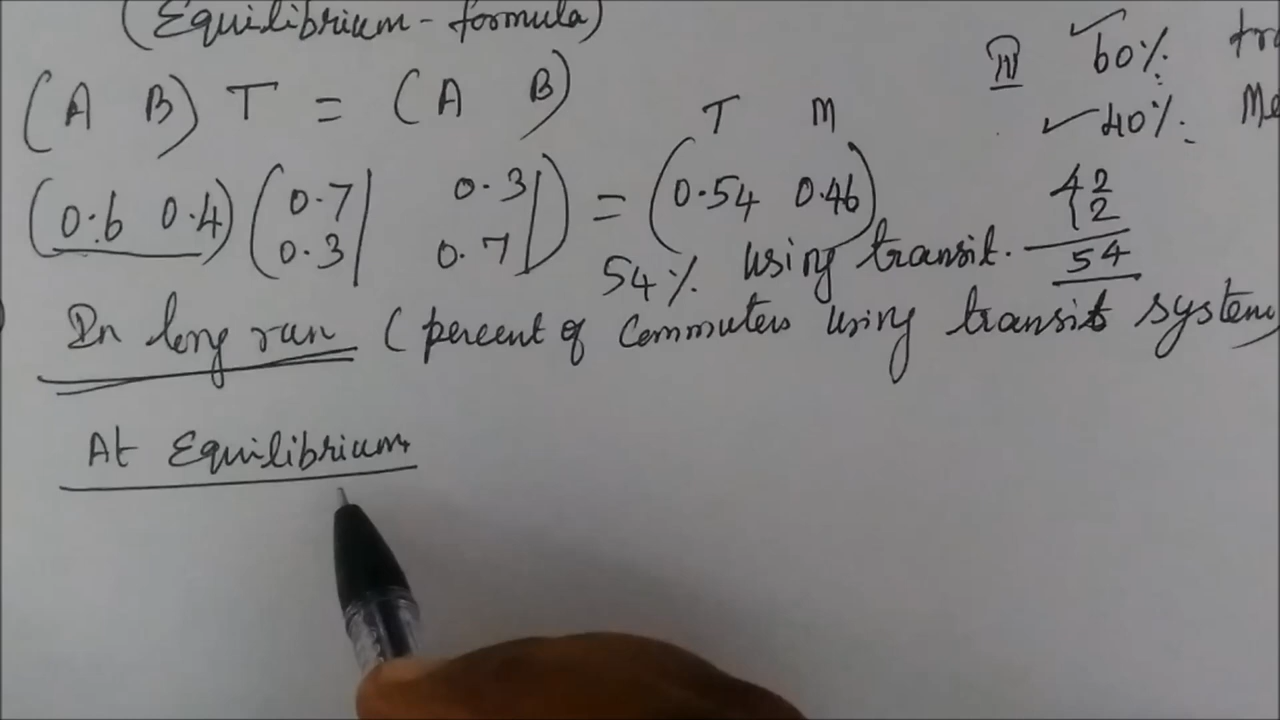 (Equilibrium - formula)
(A B) T = (A B)
T M
(0.6 0.4) (0.7 0.3
0.3 0.7) = (0.54 0.46)
54% using transit.
In long run (percent of commuters using transit system)
At Equilibrium
IV 60%
40%
42
12
54